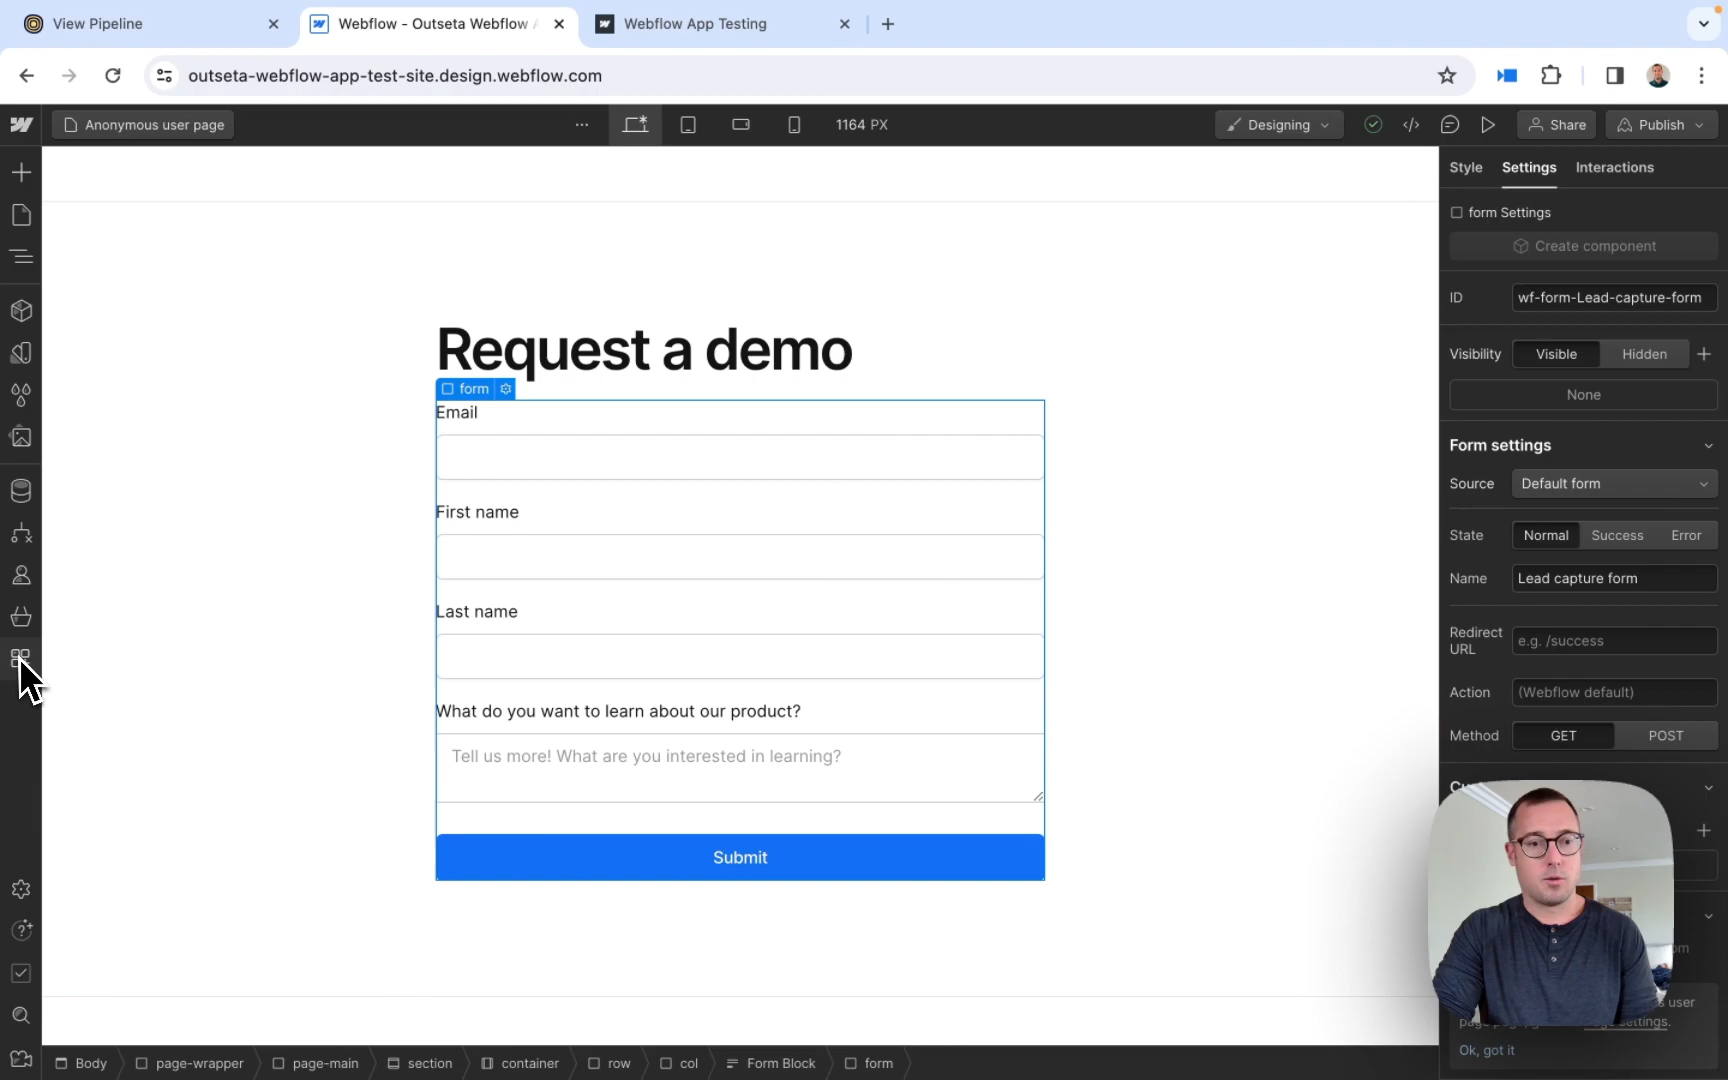 View Pipeline
Webflow - Outseta Webflow
Webflow App Testing
outseta-webflow-app-test-site.design.webflow.com
Anonymous user page
1164 PX
Designing
Share
Publish
Style
Settings
Interactions
form Settings
Create component
ID
wf-form-Lead-capture-form
Visibility
Visible
Hidden
None
Form settings
Source
Default form
State
Normal
Success
Error
Name
Lead capture form
Redirect
URL
e.g. /success
Action
(Webflow default)
Method
GET
POST
Request a demo
form
Email
First name
Last name
What do you want to learn about our product?
Tell us more! What are you interested in learning?
Submit
user
settings.
Ok, got it
Body
page-wrapper
page-main
section
container
row
col
Form Block
form